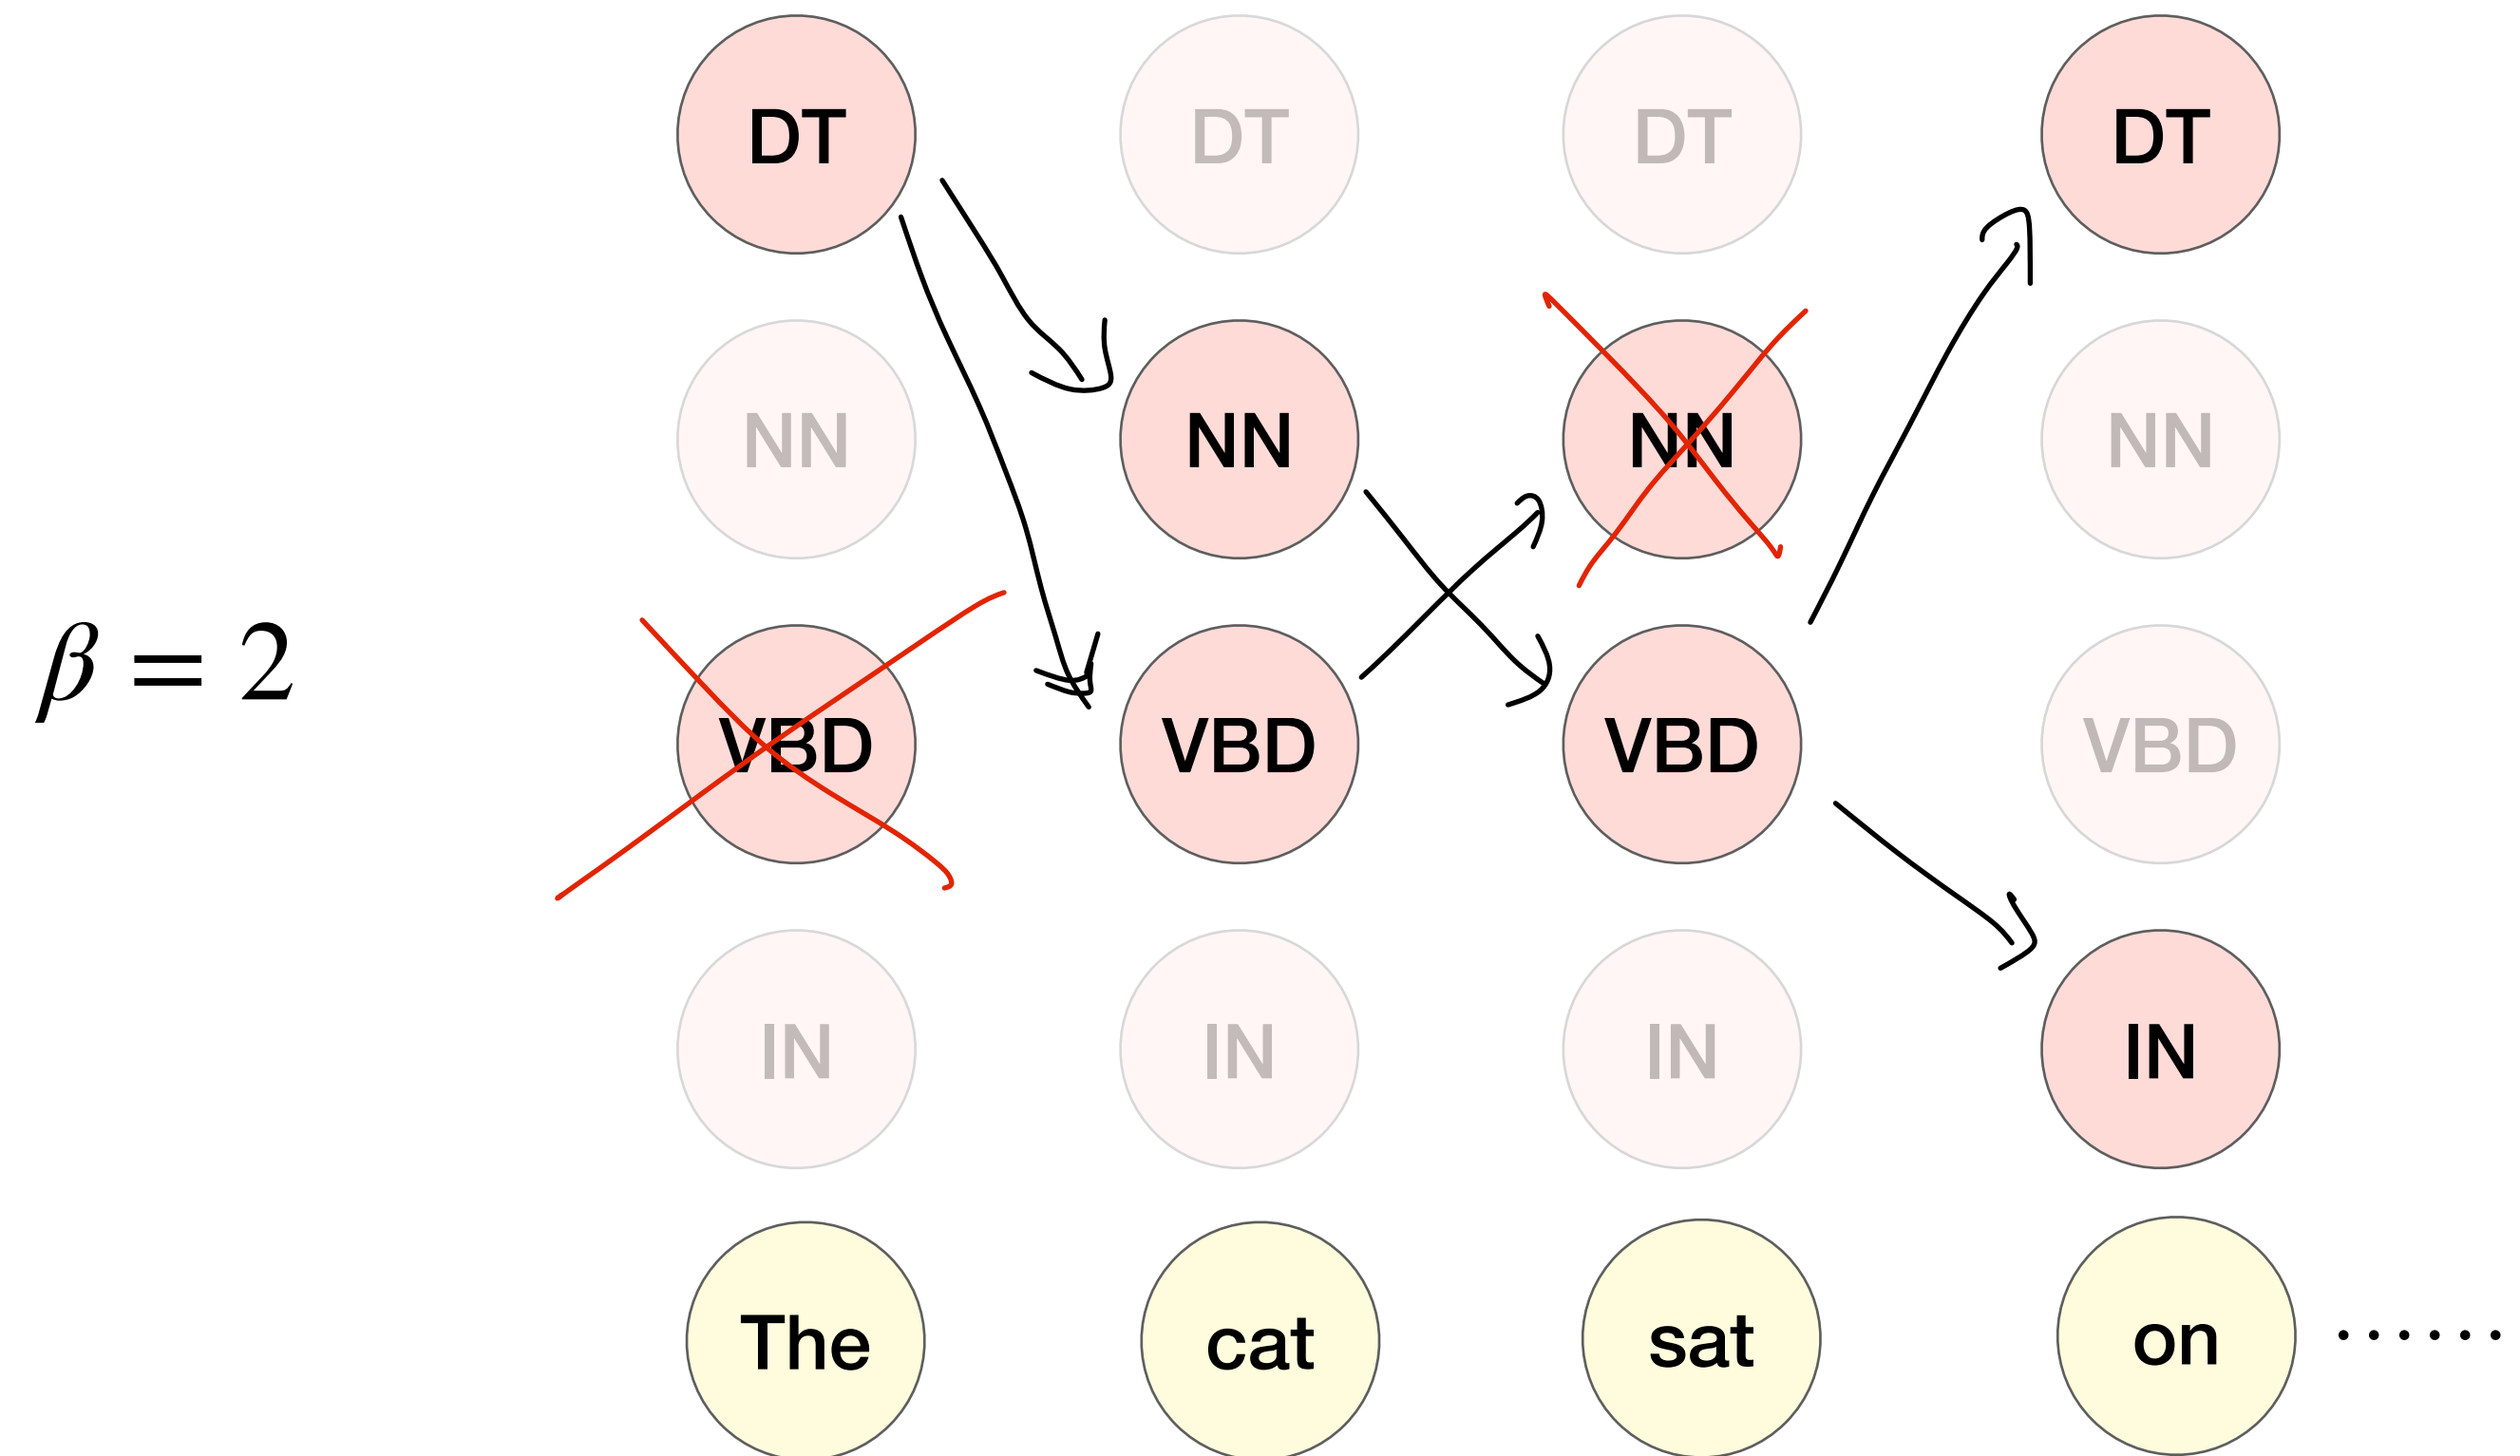 DT DT DT DT
NN NN NN NN
β = 2
VBD VBD VBD VBD
IN IN IN IN
The cat sat on ......